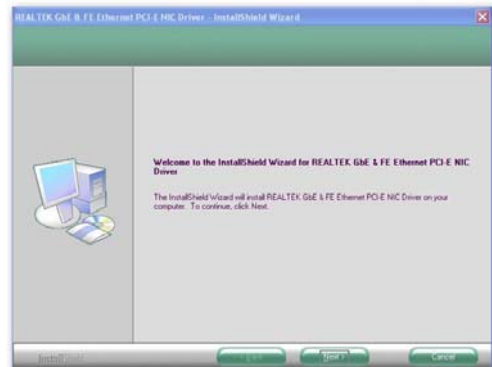 REALTEK GbE & FE Ethernet PCI-E NIC Driver - InstallShield Wizard
Welcome to the InstallShield Wizard for REALTEK GbE & FE Ethernet PCI-E NIC
Driver
The InstallShield Wizard will install REALTEK GbE & FE Ethernet PCI-E NIC Driver on your
computer. To continue, click Next.
InstallShield
< Back
Next >
Cancel